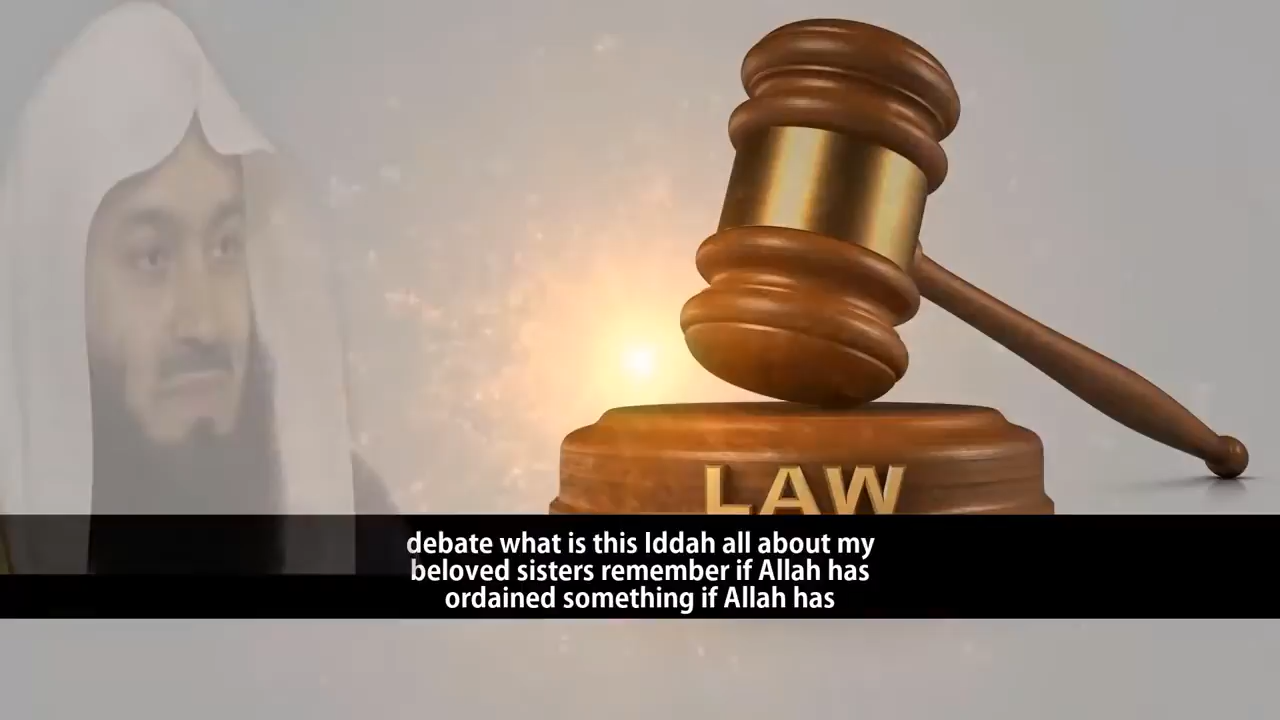 LAW
debate what is this Iddah all about my
beloved sisters remember if Allah has
ordained something if Allah has